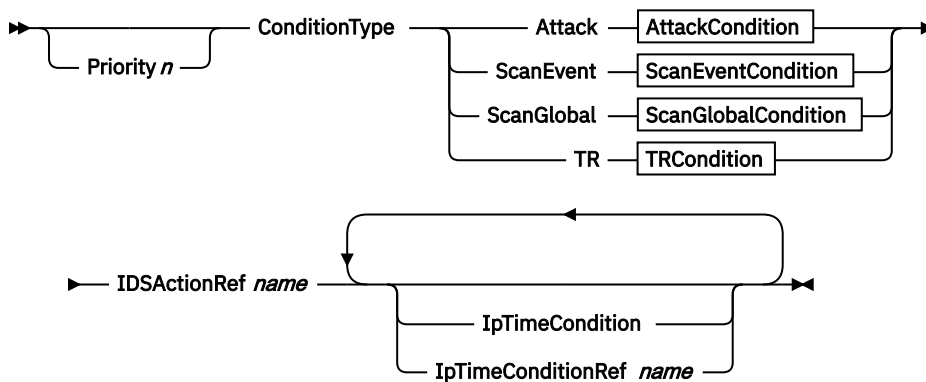 ConditionType Attack AttackCondition
Priority n
ScanEvent ScanEventCondition
ScanGlobal ScanGlobalCondition
TR TRCondition
IDSActionRef name
IpTimeCondition
IpTimeConditionRef name